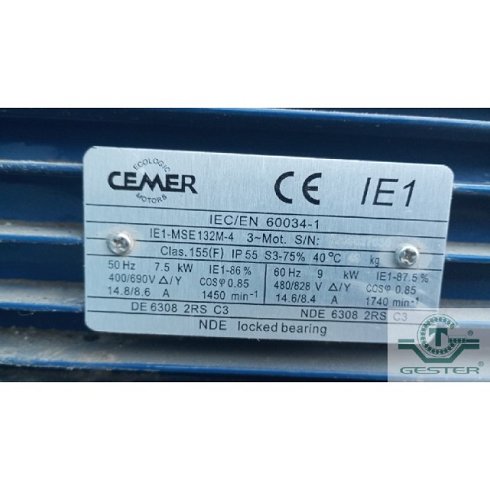 ECOLOGIC
CEMER
MOTORS
CE IE1
IEC/EN 60034-1
IE1-MSE132M-4 3~Mot. S/N:
Clas.155(F) IP 55 S3-75% 40°C kg
50 Hz 7.5 kW IE1-86% 60 Hz 9 kW IE1-87.5%
400/690V △/Y COSφ 0.85 480/828 V △/Y COSφ 0.85
14.8/8.6 A 1450 min⁻¹ 14.6/8.4 A 1740 min⁻¹
DE 6308 2RS C3 NDE 6308 2RS C3
NDE locked bearing
GESTER